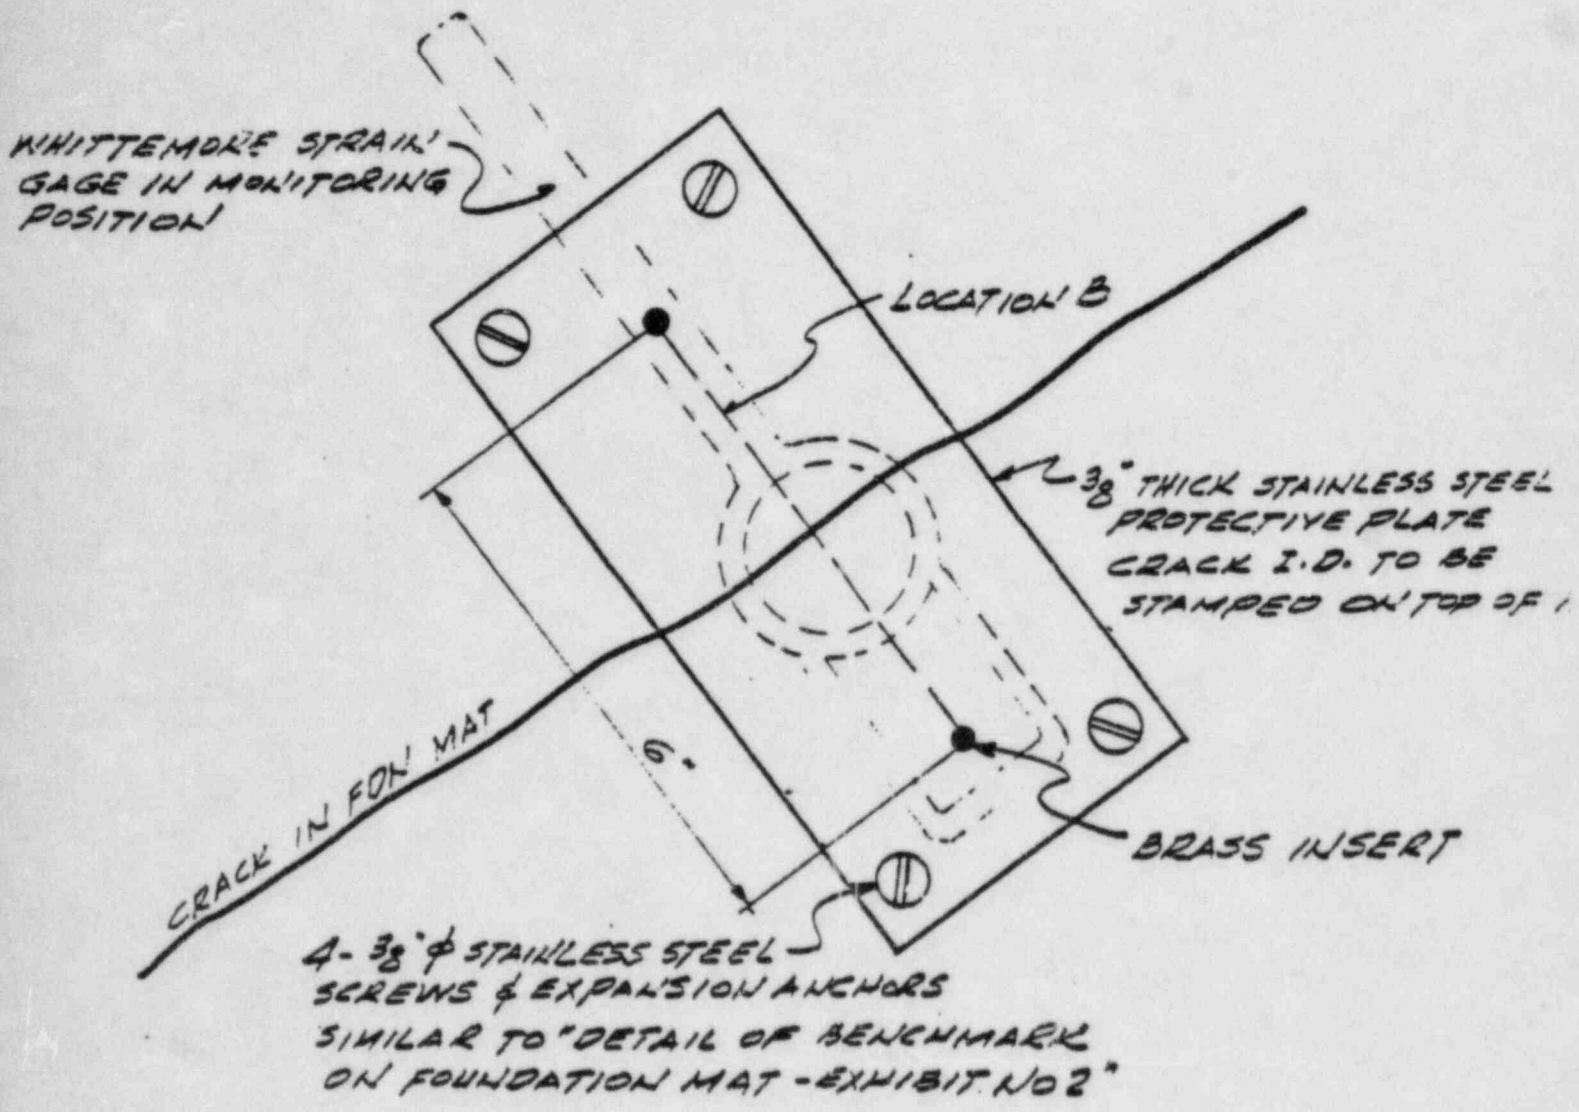 WHITTEMORE STRAIN
GAGE IN MONITORING
POSITION
LOCATION B
3/8" THICK STAINLESS STEEL
PROTECTIVE PLATE
CRACK I.D. TO BE
STAMPED ON TOP OF
6"
CRACK IN FDN MAT
BRASS INSERT
4-3/8" ϕ STAINLESS STEEL
SCREWS & EXPANSION ANCHORS
SIMILAR TO "DETAIL OF BENCHMARK
ON FOUNDATION MAT - EXHIBIT NO 2"